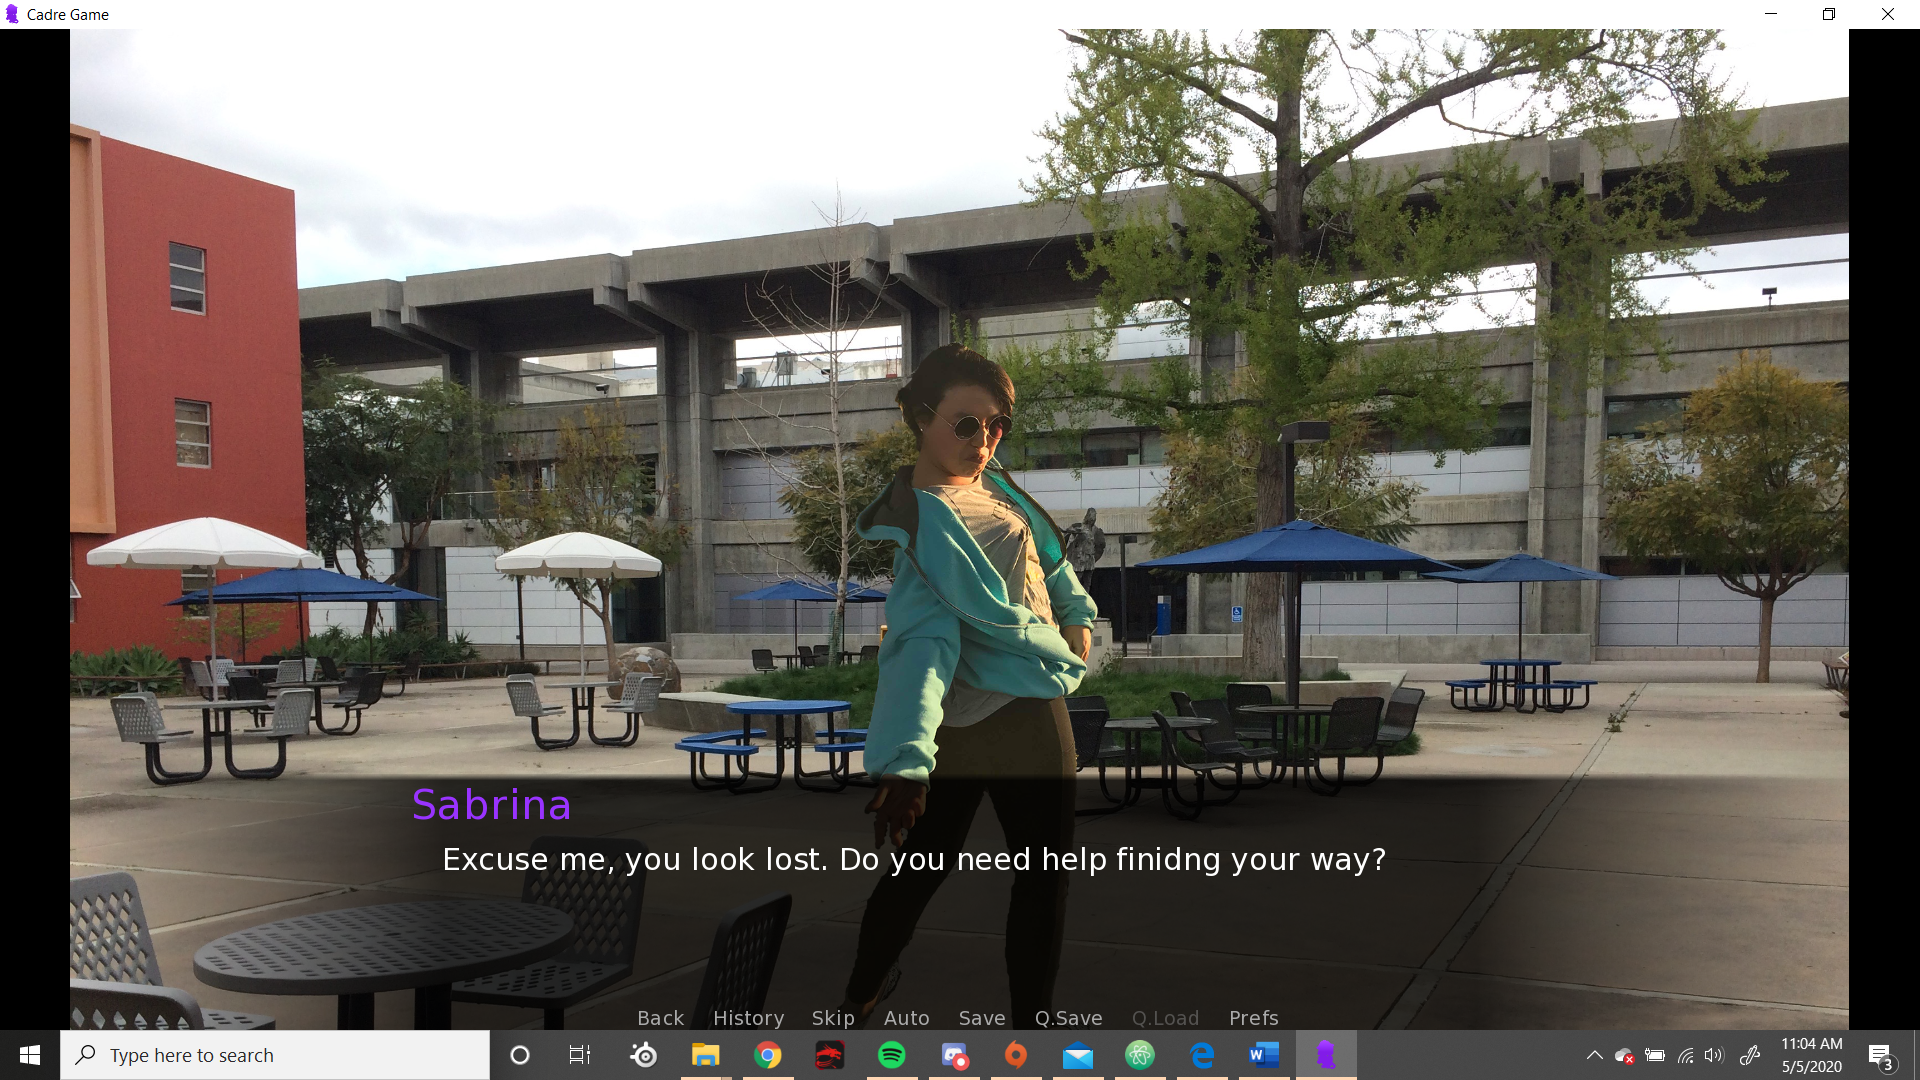 Cadre Game
Sabrina
Excuse me, you look lost. Do you need help finidng your way?
Back History Skip Auto Save Q.Save Q.Load Prefs
Type here to search
11:04 AM
5/5/2020
3